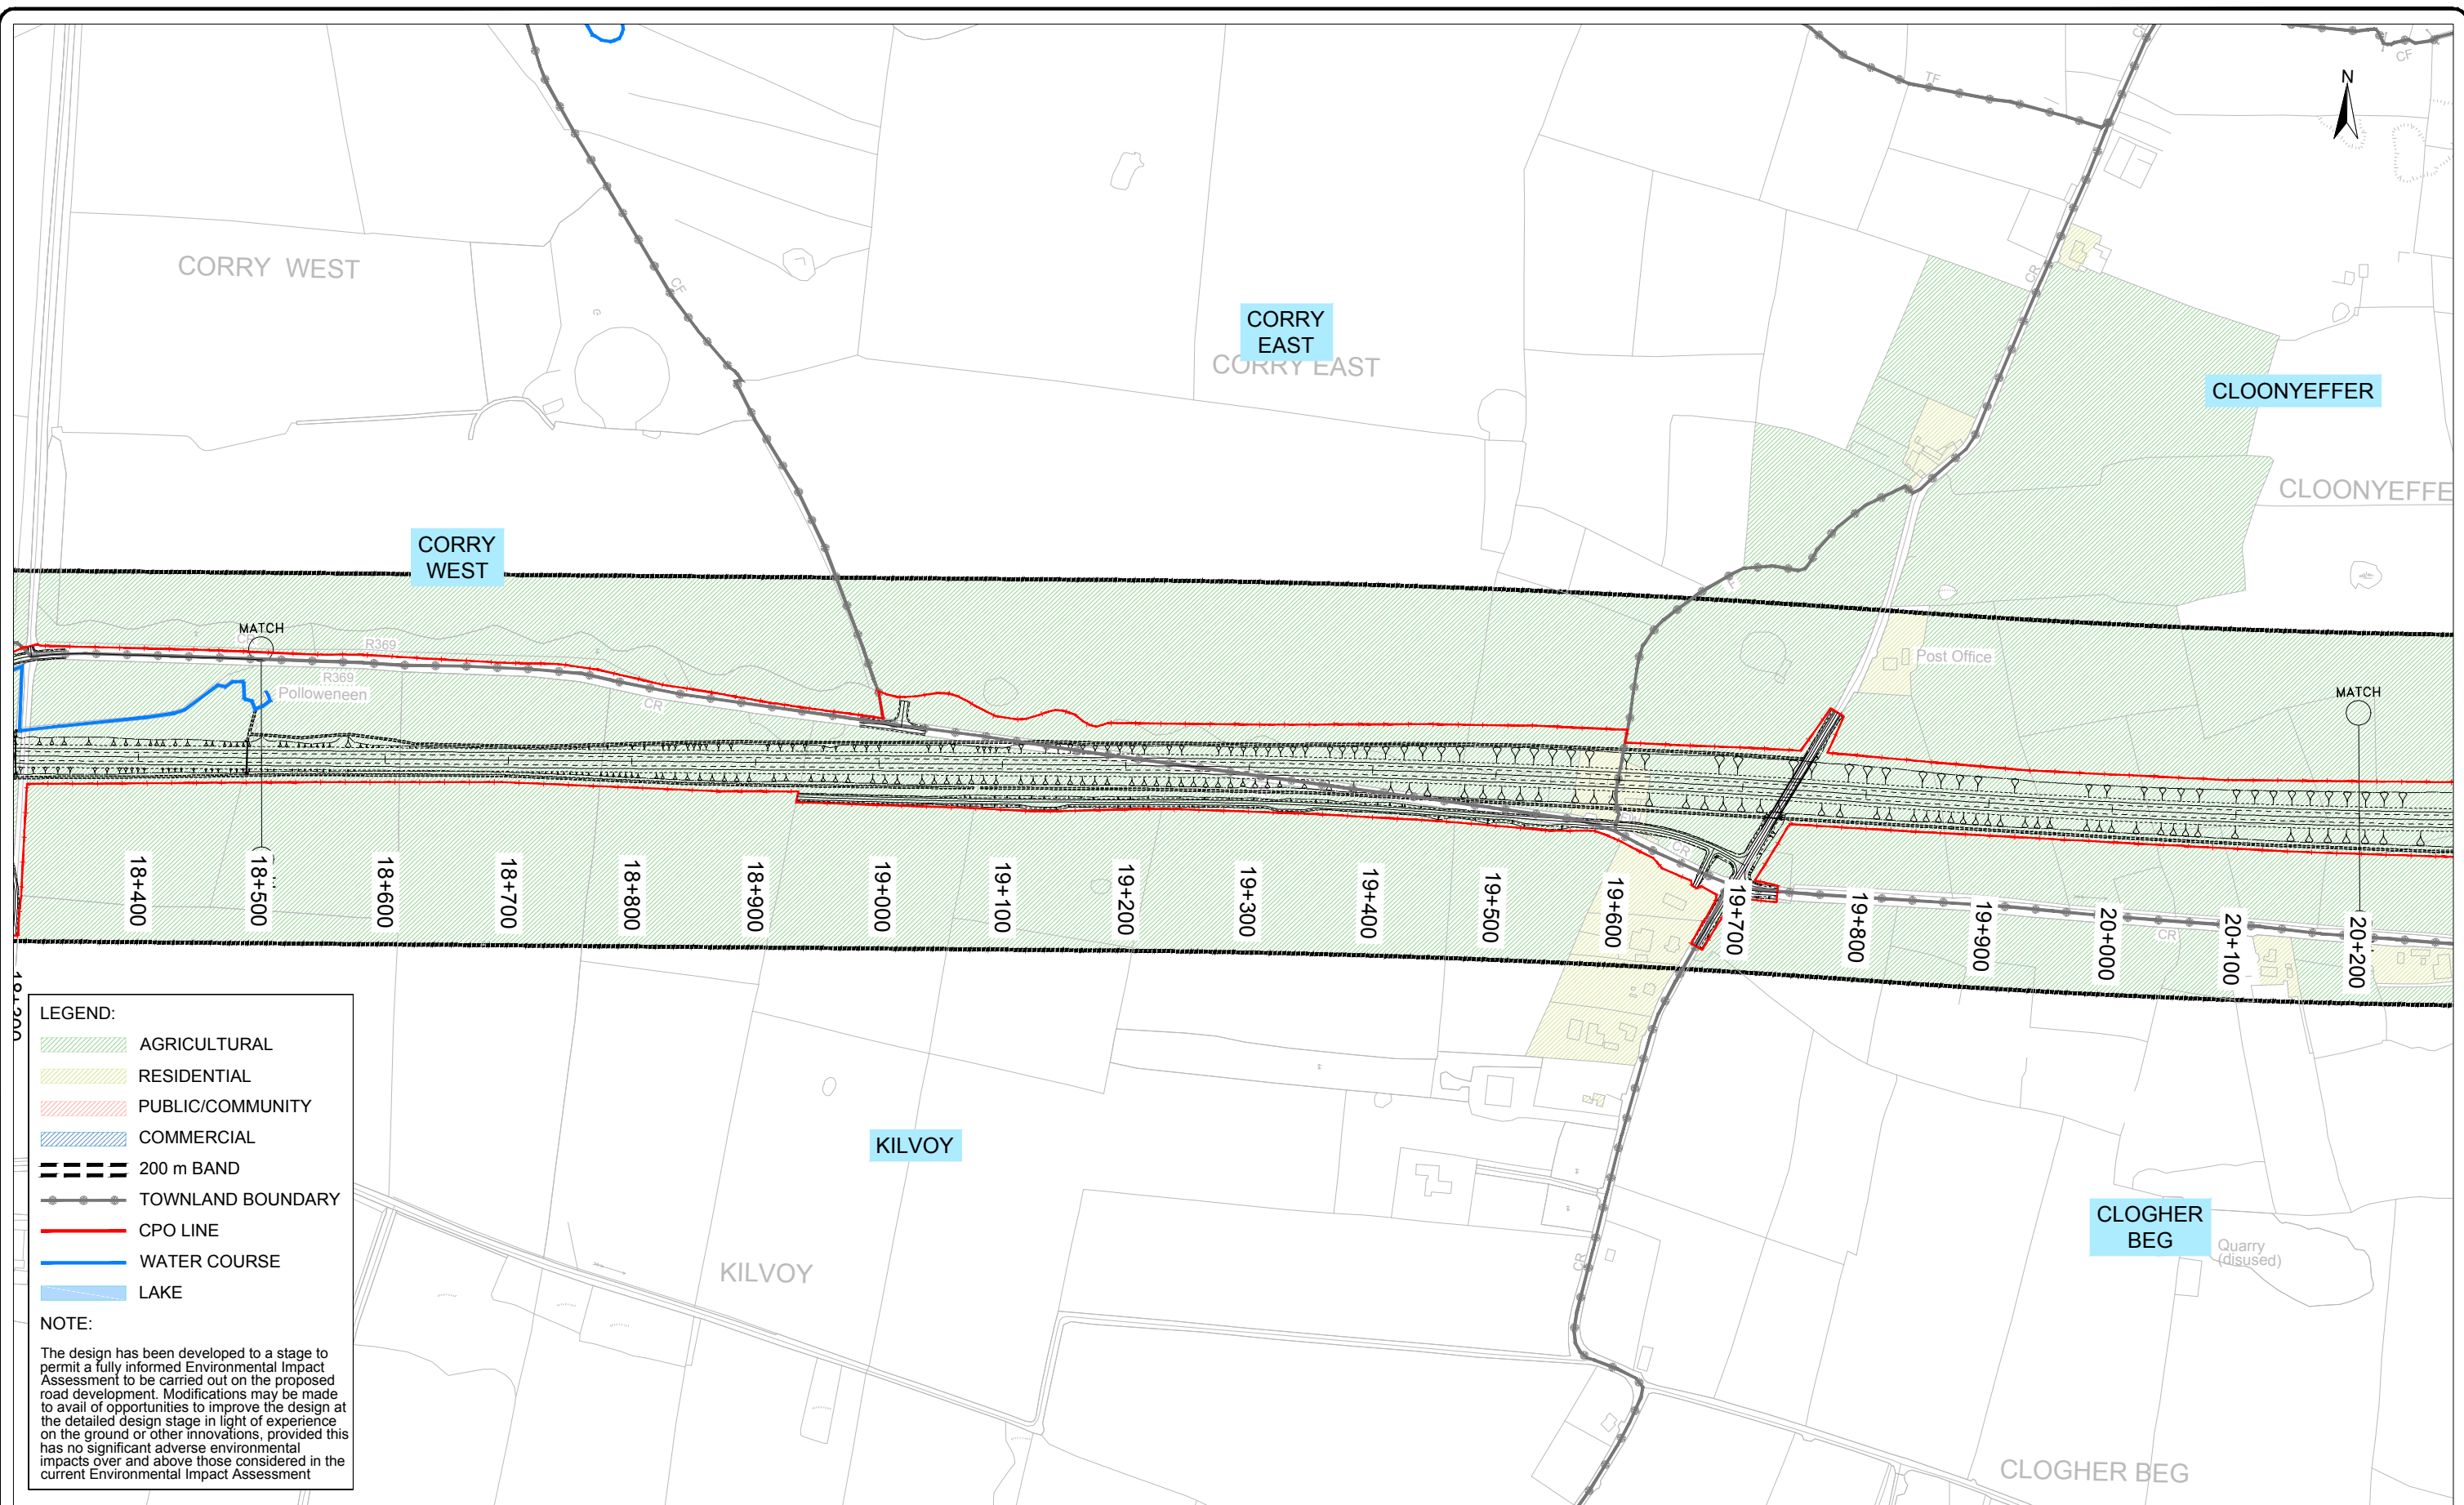 CF
TF
CR
CF
N
CORRY WEST
CF
CR
CORRY
EAST
CORRY EAST
CLOONYEFFER
CLOONYEFFE
CORRY
WEST
MATCH
R369
R369
Polloweneen
CR
Post Office
MATCH
CR
CR
18+400
18+500
18+600
18+700
18+800
18+900
19+000
19+100
19+200
19+300
19+400
19+500
19+600
19+700
19+800
19+900
20+000
20+100
20+200
LEGEND:
AGRICULTURAL
RESIDENTIAL
PUBLIC/COMMUNITY
COMMERCIAL
200 m BAND
TOWNLAND BOUNDARY
CPO LINE
WATER COURSE
LAKE
NOTE:
The design has been developed to a stage to
permit a fully informed Environmental Impact
Assessment to be carried out on the proposed
road development. Modifications may be made
to avail of opportunities to improve the design at
the detailed design stage in light of experience
on the ground or other innovations, provided this
has no significant adverse environmental
impacts over and above those considered in the
current Environmental Impact Assessment
KILVOY
KILVOY
CR
CLOGHER
BEG
Quarry
(disused)
CLOGHER BEG